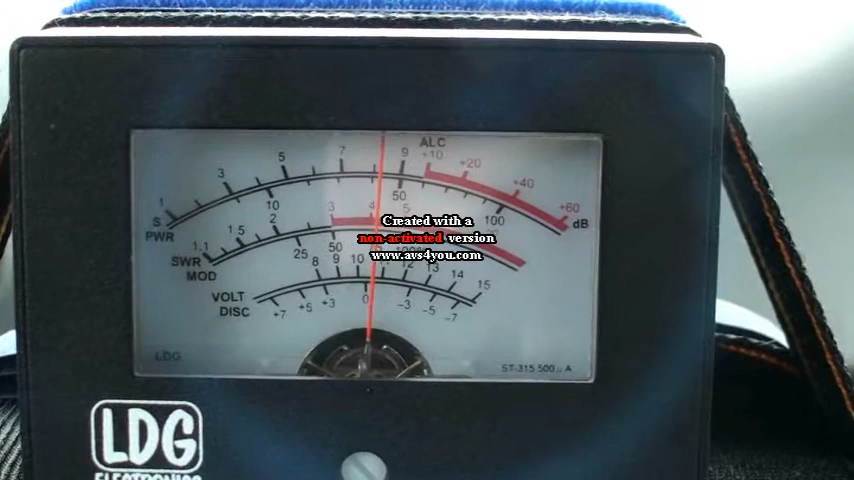 ALC
1 3 5 7 9 +10 +20 +40 +60 dB
S
PWR 10 50 100
SWR 1.1 1.5 2 3 4 5
MOD 25 50 100%
VOLT 8 9 10 12 13 14 15
DISC +7 +5 +3 0 -3 -5 -7
Created with a
non-activated version
www.avs4you.com
LDG
ST-315 500 μ A
LDG
ELECTRONICS